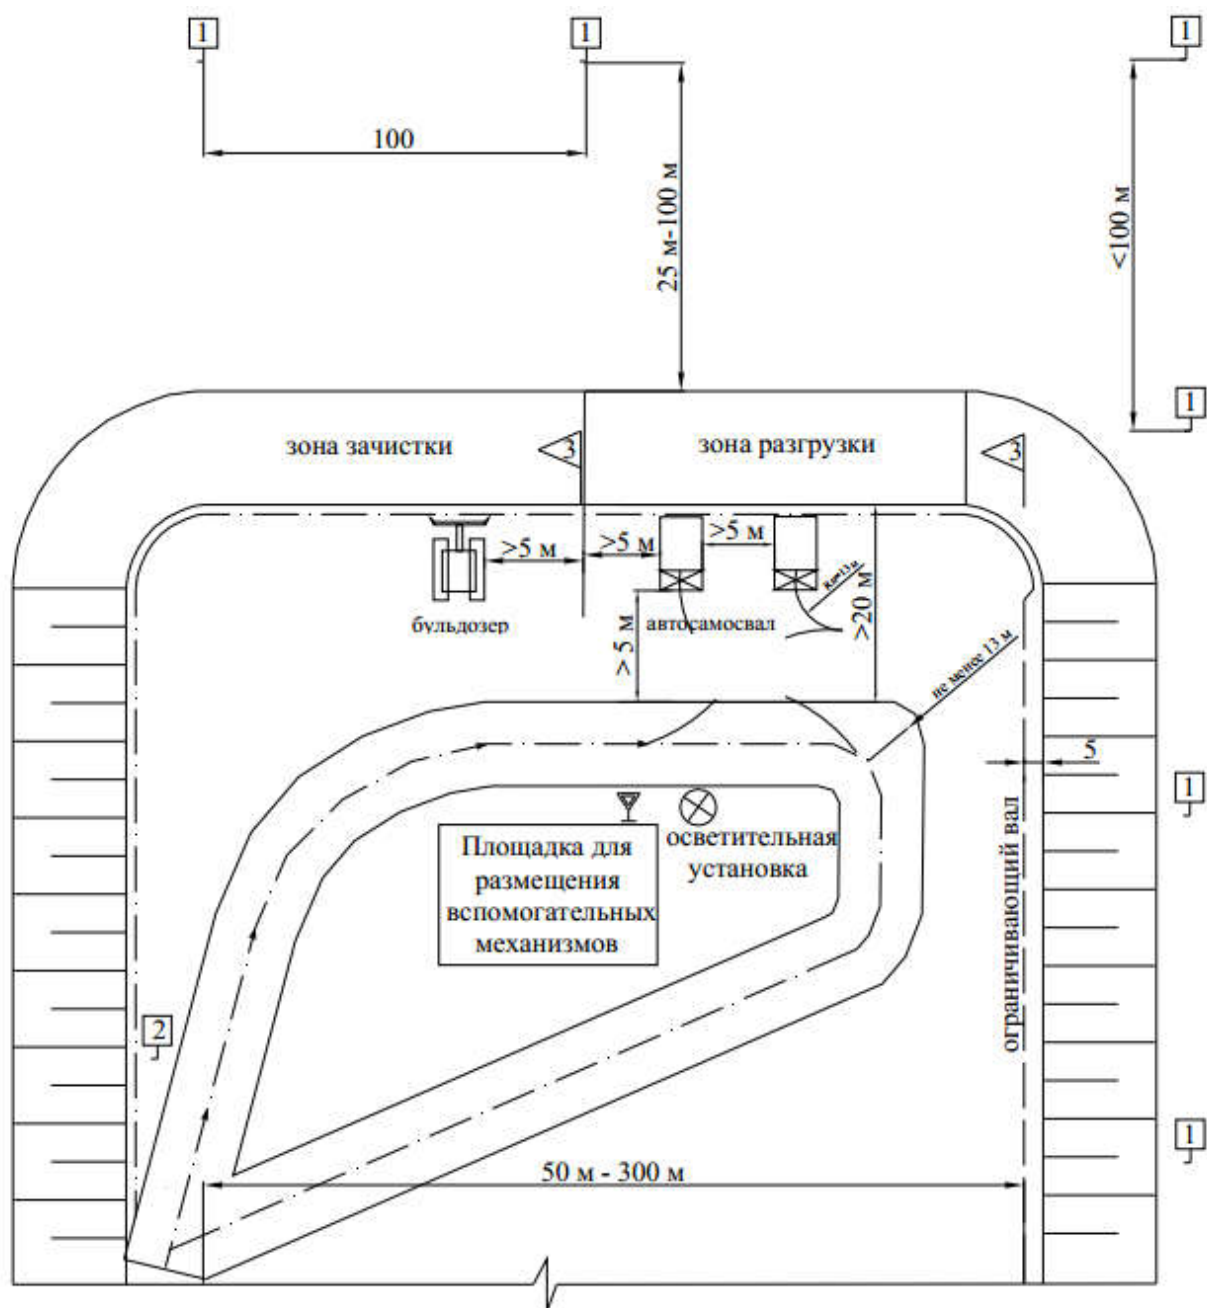 1
1
1
100
25 м-100 м
<100 м
1
зона зачистки
3
зона разгрузки
3
>5 м
>5 м
>5 м
Rп=13м
>20 м
бульдозер
автосамосвал
> 5 м
не менее 13 м
5
1
Площадка для
размещения
вспомогательных
механизмов
осветительная
установка
ограничивающий вал
2
1
50 м - 300 м